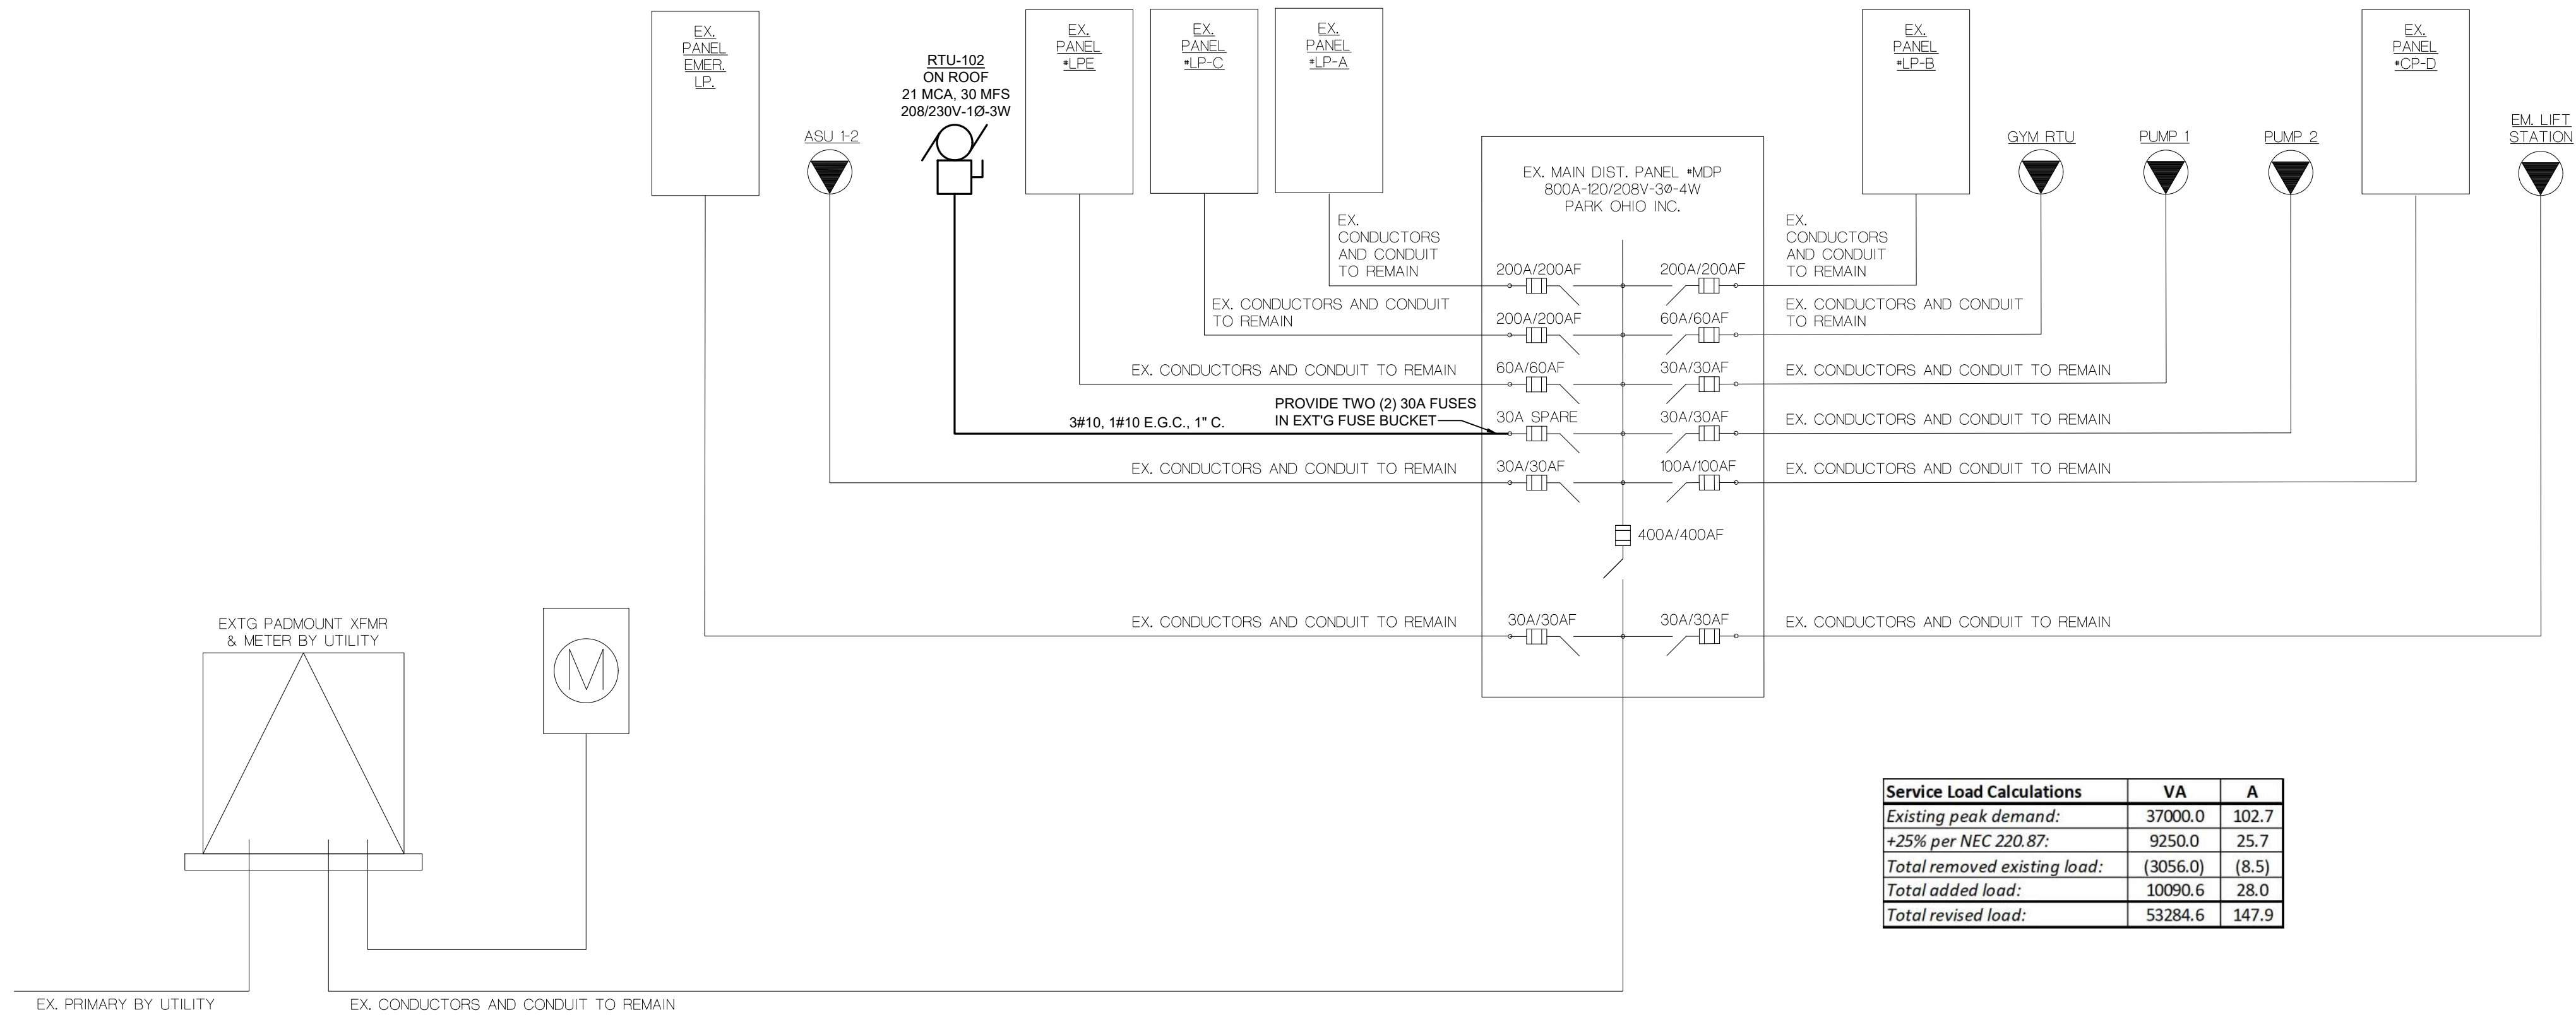 EX.
PANEL
EMER.
LP.
ASU 1-2
RTU-102
ON ROOF
21 MCA, 30 MFS
208/230V-1Ø-3W
EX.
PANEL
#LPE
EX.
PANEL
#LP-C
EX.
PANEL
#LP-A
EX.
PANEL
#LP-B
GYM RTU
PUMP 1
PUMP 2
EX.
PANEL
#CP-D
EM. LIFT
STATION
EX. MAIN DIST. PANEL #MDP
800A-120/208V-3Ø-4W
PARK OHIO INC.
EX.
CONDUCTORS
AND CONDUIT
TO REMAIN
200A/200AF
200A/200AF
EX.
CONDUCTORS
AND CONDUIT
TO REMAIN
EX. CONDUCTORS AND CONDUIT
TO REMAIN
200A/200AF
60A/60AF
EX. CONDUCTORS AND CONDUIT
TO REMAIN
EX. CONDUCTORS AND CONDUIT TO REMAIN
60A/60AF
30A/30AF
EX. CONDUCTORS AND CONDUIT TO REMAIN
3#10, 1#10 E.G.C., 1" C.
PROVIDE TWO (2) 30A FUSES
IN EXT'G FUSE BUCKET
30A SPARE
30A/30AF
EX. CONDUCTORS AND CONDUIT TO REMAIN
EX. CONDUCTORS AND CONDUIT TO REMAIN
30A/30AF
100A/100AF
EX. CONDUCTORS AND CONDUIT TO REMAIN
400A/400AF
EX. CONDUCTORS AND CONDUIT TO REMAIN
30A/30AF
30A/30AF
EX. CONDUCTORS AND CONDUIT TO REMAIN
EXTG PADMOUNT XFMR
& METER BY UTILITY
M
EX. PRIMARY BY UTILITY
EX. CONDUCTORS AND CONDUIT TO REMAIN
Service Load Calculations VA A
Existing peak demand: 37000.0 102.7
+25% per NEC 220.87: 9250.0 25.7
Total removed existing load: (3056.0) (8.5)
Total added load: 10090.6 28.0
Total revised load: 53284.6 147.9